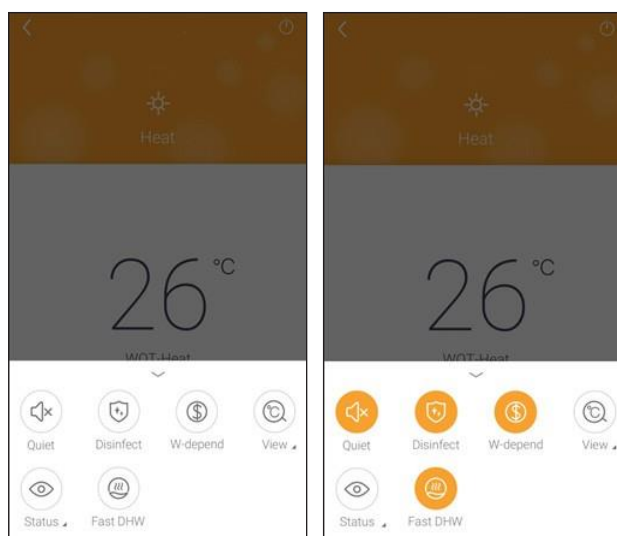 Heat
26 °C
WOT-Heat
Quiet Disinfect W-depend View
Status Fast DHW
Heat
26 °C
WOT-Heat
Quiet Disinfect W-depend View
Status Fast DHW